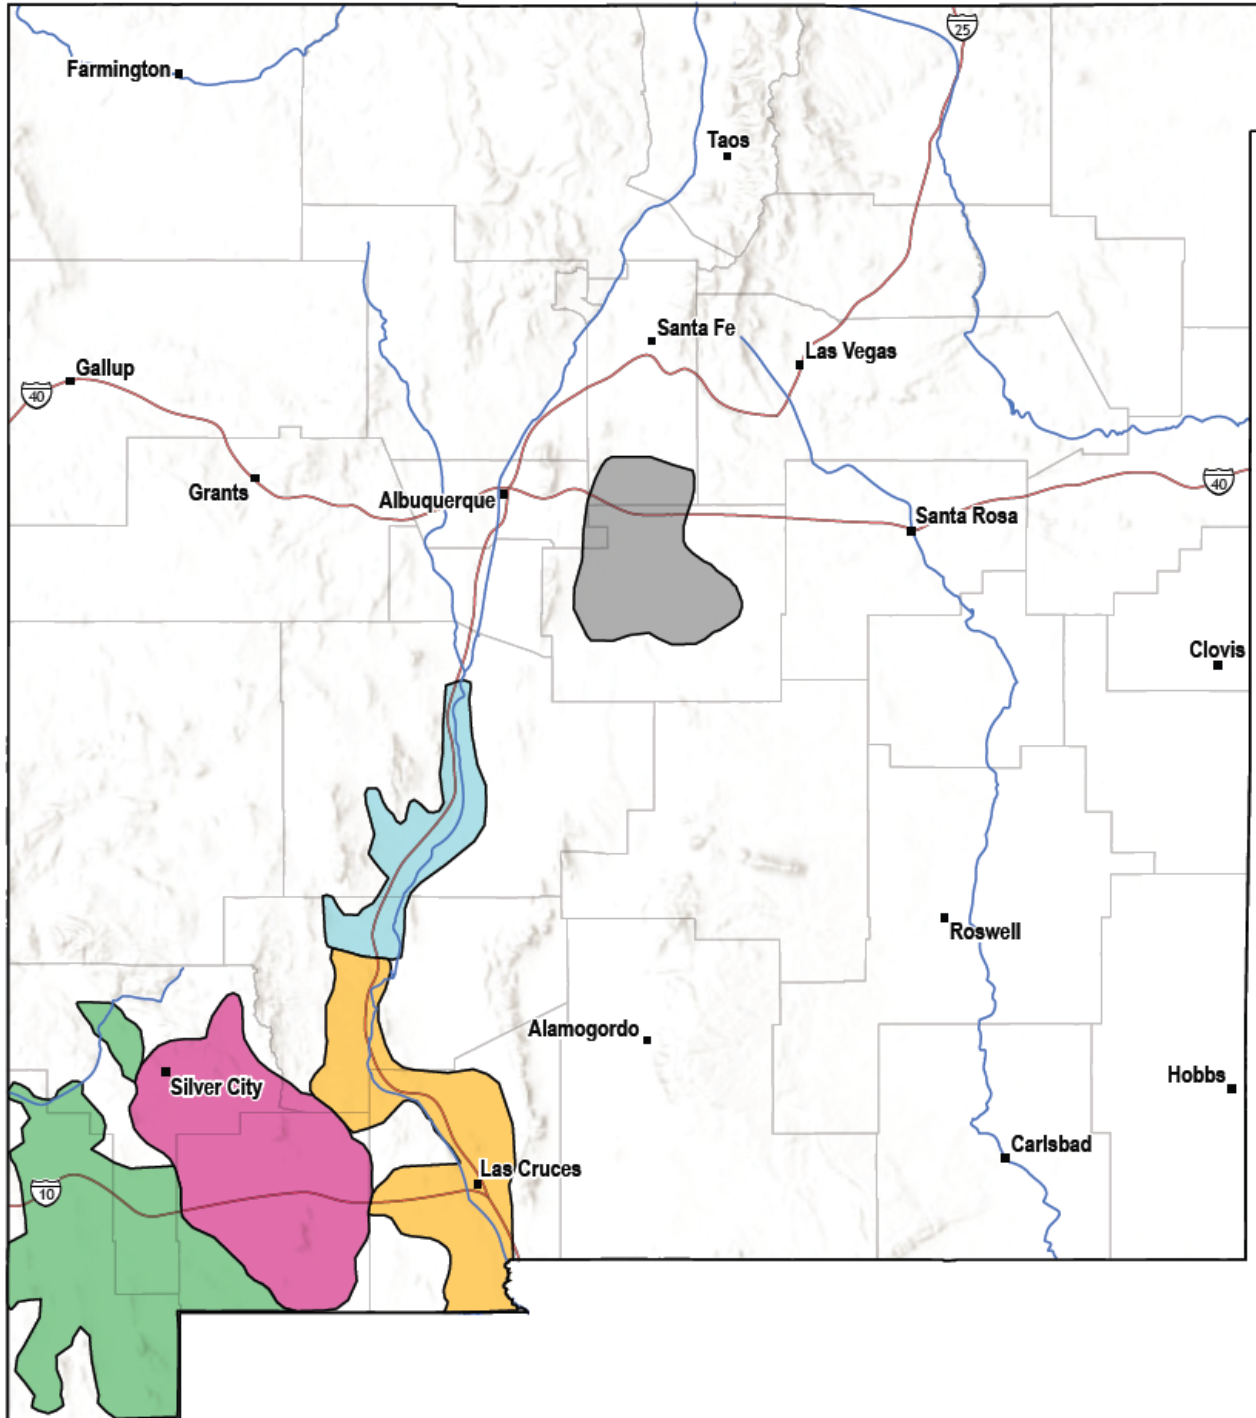 25
Farmington
Taos
Santa Fe
Las Vegas
Gallup
40
Grants
Albuquerque
40
Santa Rosa
Clovis
Roswell
Alamogordo
Silver City
Hobbs
Carlsbad
Las Cruces
10